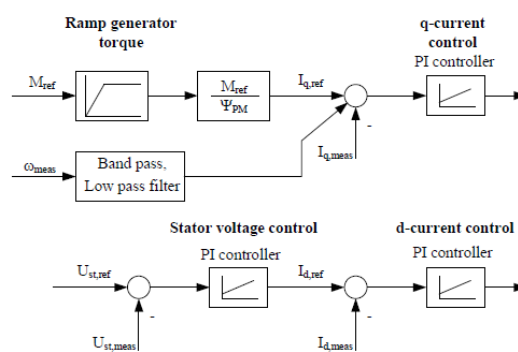 Ramp generator
torque
q-current
control
PI controller
M_ref
M_ref
Ψ_PM
I_q,ref
-
I_q,meas
ω_meas
Band pass,
Low pass filter
Stator voltage control
PI controller
d-current control
PI controller
U_st,ref
I_d,ref
-
-
U_st,meas
I_d,meas